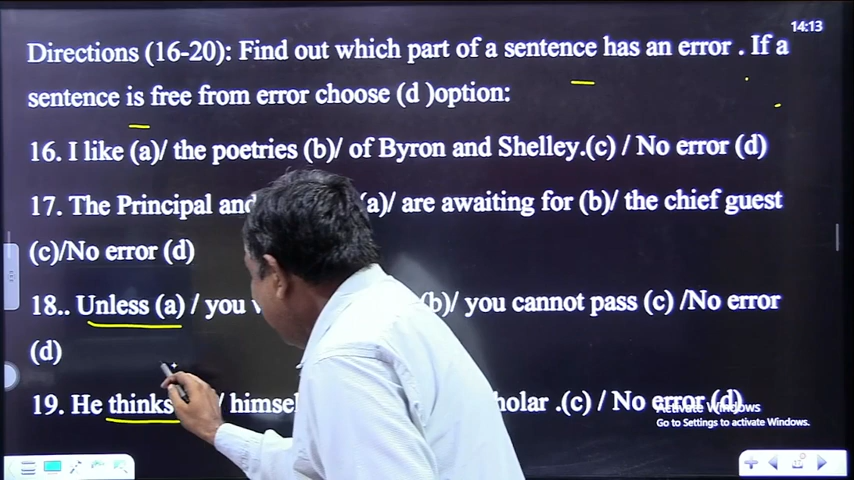 14:13
Directions (16-20): Find out which part of a sentence has an error . If a
sentence is free from error choose (d )option:
16. I like (a)/ the poetries (b)/ of Byron and Shelley.(c) / No error (d)
17. The Principal and (a)/ are awaiting for (b)/ the chief guest
(c)/No error (d)
18.. Unless (a) / you (b)/ you cannot pass (c) /No error
(d)
19. He thinks / .(c) / No error (d)
Activate Windows
Go to Settings to activate Windows.